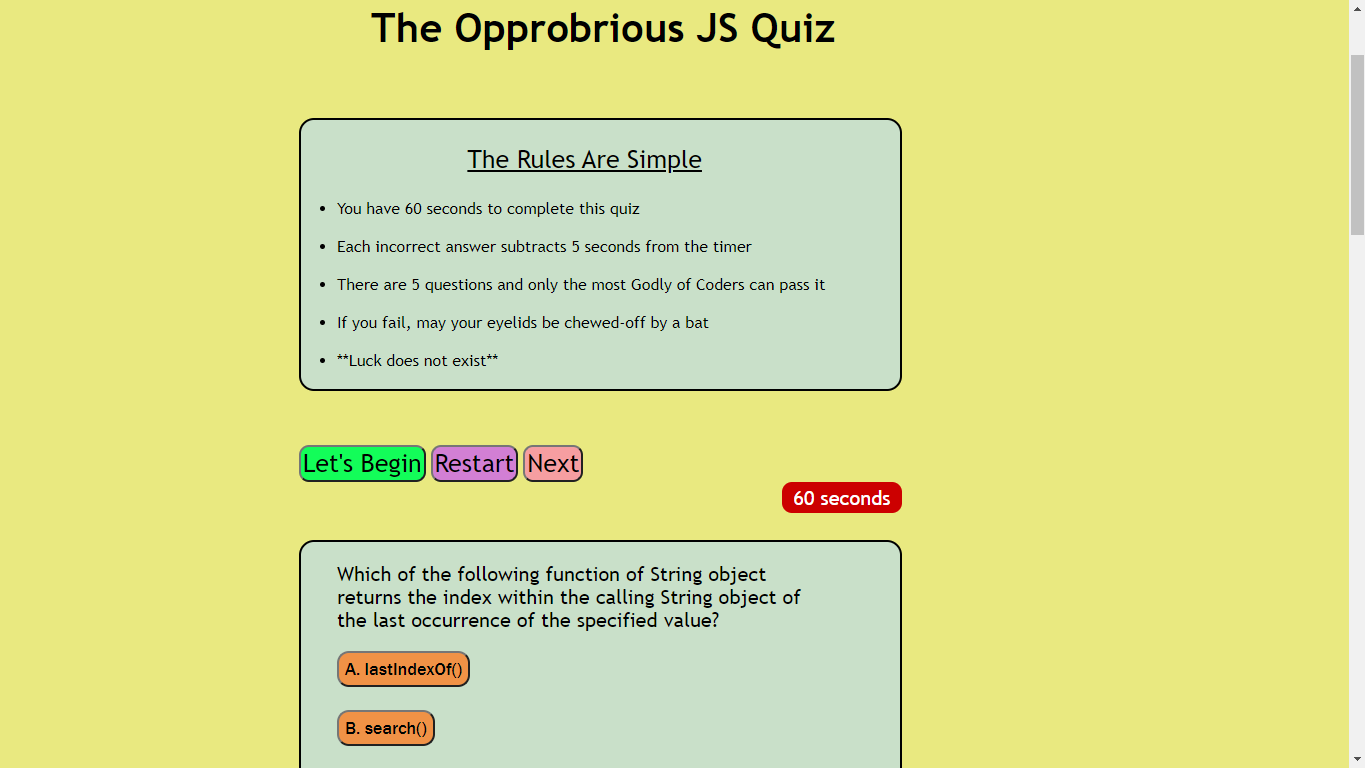 The Opprobrious JS Quiz
The Rules Are Simple
You have 60 seconds to complete this quiz
Each incorrect answer subtracts 5 seconds from the timer
There are 5 questions and only the most Godly of Coders can pass it
If you fail, may your eyelids be chewed-off by a bat
**Luck does not exist**
Let's Begin Restart Next
60 seconds
Which of the following function of String object
returns the index within the calling String object of
the last occurrence of the specified value?
A. lastIndexOf()
B. search()